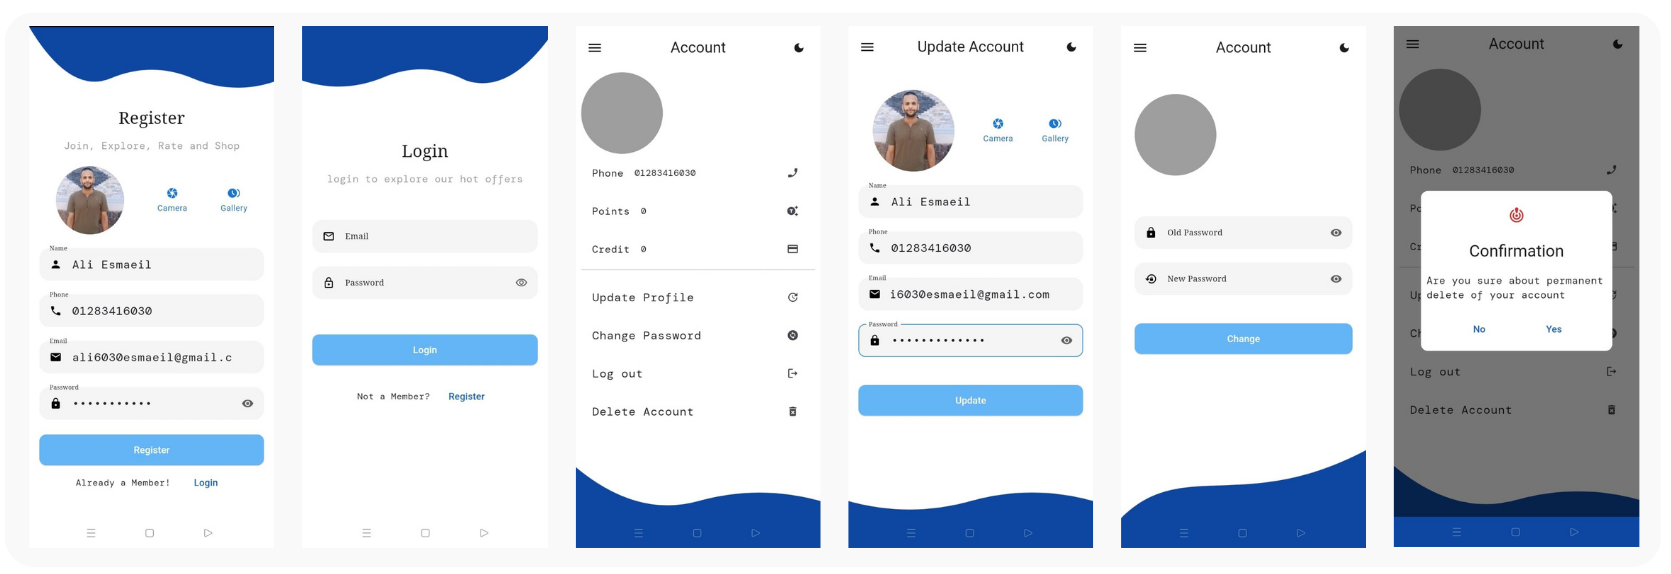 Register
Join, Explore, Rate and Shop
Camera
Gallery
Name
Ali Esmaeil
Phone
01283416030
Email
ali6030esmaeil@gmail.c
Password
Register
Already a Member! Login
Login
login to explore our hot offers
Email
Password
Login
Not a Member? Register
Account
Phone 01283416030
Points 0
Credit 0
Update Profile
Change Password
Log out
Delete Account
Update Account
Camera
Gallery
Name
Ali Esmaeil
Phone
01283416030
Email
i6030esmaeil@gmail.com
Password
Update
Account
Old Password
New Password
Change
Account
Phone 01283416030
Po
Cr
Up
Ch
Confirmation
Are you sure about permanent
delete of your account
No Yes
Log out
Delete Account